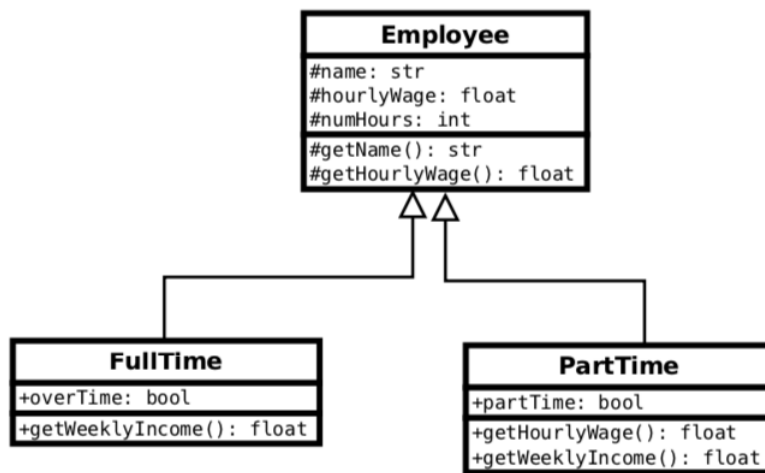 Employee
#name: str
#hourlyWage: float
#numHours: int
#getName(): str
#getHourlyWage(): float
FullTime
+overTime: bool
+getWeeklyIncome(): float
PartTime
+partTime: bool
+getHourlyWage(): float
+getWeeklyIncome(): float